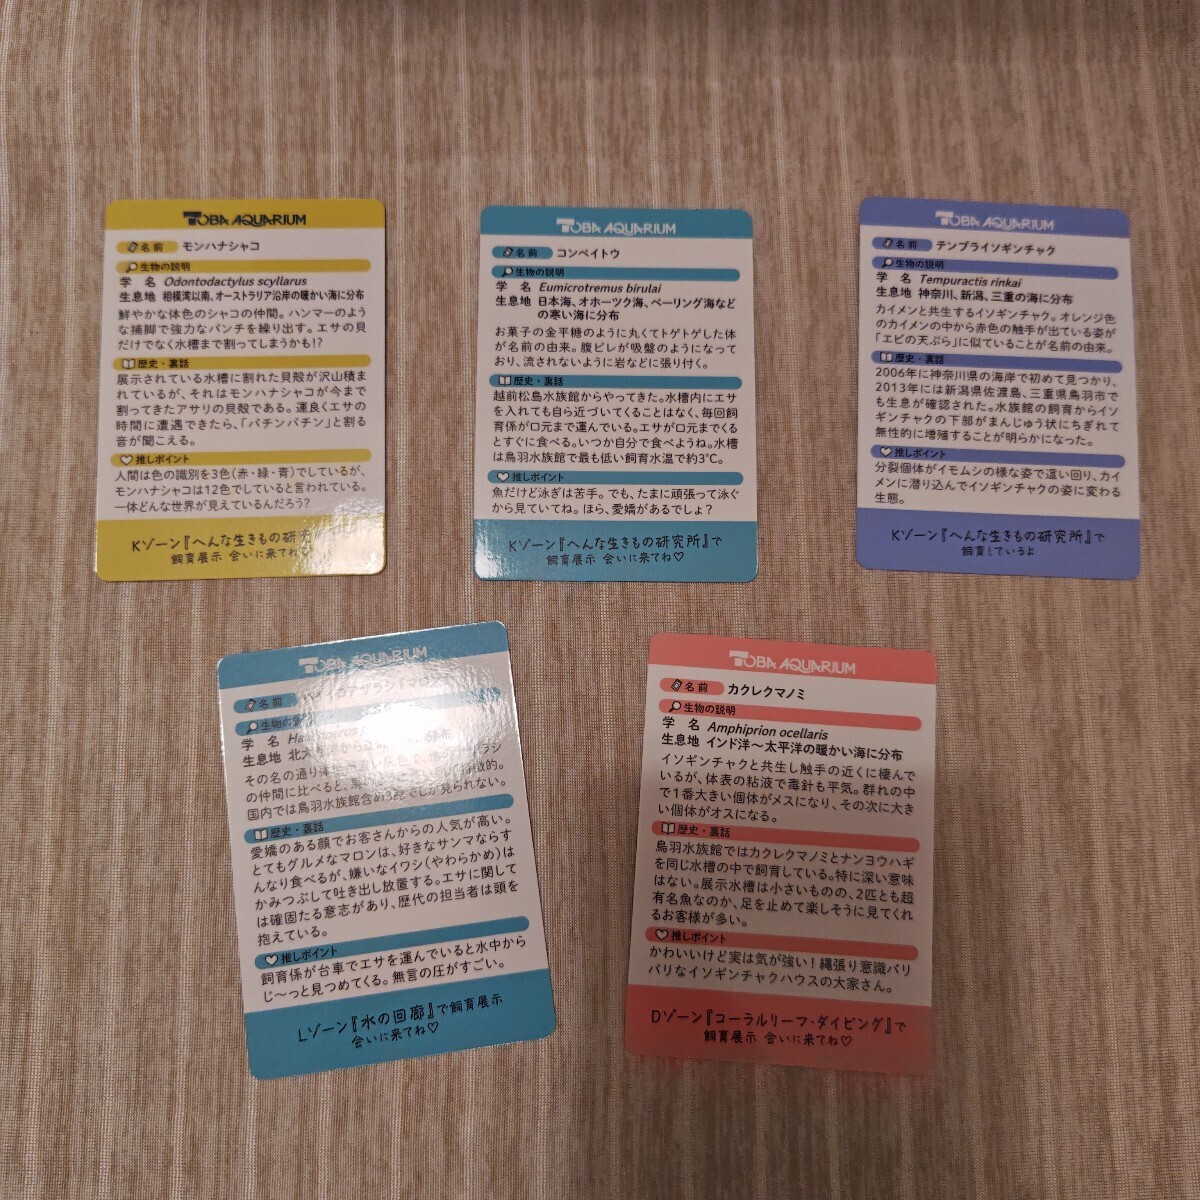 TOBA AQUARIUM
名前 モンハナシャコ
生物の説明
学 名 Odontodactylus scyllarus
生息地 相模湾以南、オーストラリア沿岸の暖かい海に分布
鮮やかな体色のシャコの仲間。ハンマーのよう
な捕脚で強力なパンチを繰り出す。エサの貝
だけでなく水槽まで割ってしまうかも!?
歴史・裏話
展示されている水槽に割れた貝殻が沢山積ま
れているが、それはモンハナシャコが今まで
割ってきたアサリの貝殻である。運良くエサの
時間に遭遇できたら、「パチンパチン」と割る
音が聞こえる。
推しポイント
人間は色の識別を3色(赤・緑・青)でしているが、
モンハナシャコは12色でしていると言われている。
一体どんな世界が見えているんだろう?
Kゾーン『へんな生きもの研究
飼育展示 会いに来てね
TOBA AQUARIUM
名前 コンペイトウ
生物の説明
学 名 Eumicrotremus birulai
生息地 日本海、オホーツク海、ベーリング海など
の寒い海に分布
お菓子の金平糖のように丸くてトゲトゲした体
が名前の由来。腹ビレが吸盤のようになって
おり、流されないように岩などに張り付く。
歴史・裏話
越前松島水族館からやってきた。水槽内にエサ
を入れても自ら近づいてくることはなく、毎回飼
育係が口元まで運んでいる。エサが口元までくる
とすぐに食べる。いつか自分で食べようね。水槽
は鳥羽水族館で最も低い飼育水温で約3℃。
推しポイント
魚だけど泳ぎは苦手。でも、たまに頑張って泳ぐ
から見ていてね。ほら、愛嬌があるでしょ?
Kゾーン『へんな生きもの研究所』で
飼育展示 会いに来てね♡
TOBA AQUARIUM
名前 テンプライソギンチャク
生物の説明
学 名 Tempuractis rinkai
生息地 神奈川、新潟、三重の海に分布
カイメンと共生するイソギンチャク。オレンジ色
のカイメンの中から赤色の触手が出ている姿が
「エビの天ぷら」に似ていることが名前の由来。
歴史・裏話
2006年に神奈川県の海岸で初めて見つかり、
2013年には新潟県佐渡島、三重県鳥羽市で
も生息が確認された。水族館の飼育からイソ
ギンチャクの下部がまんじゅう状にちぎれて
無性的に増殖することが明らかになった。
推しポイント
分裂個体がイモムシの様な姿で這い回り、カイ
メンに潜り込んでイソギンチャクの姿に変わる
生態。
Kゾーン『へんな生きもの研究所』で
飼育しているよ
TOBA AQUARIUM
名前
生物の
学 名
生息地 北大
その名の通り
の仲間に比べると、
国内では鳥羽水族館含め しか見られない。
歴史・裏話
愛嬌のある顔でお客さんからの人気が高い。
とてもグルメなマロンは、好きなサンマならす
んなり食べるが、嫌いなイワシ(やわらかめ)は
かみつぶして吐き出し放置する。エサに関して
は確固たる意志があり、歴代の担当者は頭を
抱えている。
推しポイント
飼育係が台車でエサを運んでいると水中から
じ～っと見つめてくる。無言の圧がすごい。
Lゾーン『水の回廊』で飼育展示
会いに来てね♡
TOBA AQUARIUM
名前 カクレクマノミ
生物の説明
学 名 Amphiprion ocellaris
生息地 インド洋～太平洋の暖かい海に分布
イソギンチャクと共生し触手の近くに棲んで
いるが、体表の粘液で毒針も平気。群れの中
で1番大きい個体がメスになり、その次に大き
い個体がオスになる。
歴史・裏話
鳥羽水族館ではカクレクマノミとナンヨウハギ
を同じ水槽の中で飼育している。特に深い意味
はない。展示水槽は小さいものの、2匹とも超
有名魚なのか、足を止めて楽しそうに見てくれ
るお客様が多い。
推しポイント
かわいいけど実は気が強い!縄張り意識バリ
バリなイソギンチャクハウスの大家さん。
Dゾーン『コーラルリーフ・ダイビング』で
飼育展示 会いに来てね♡